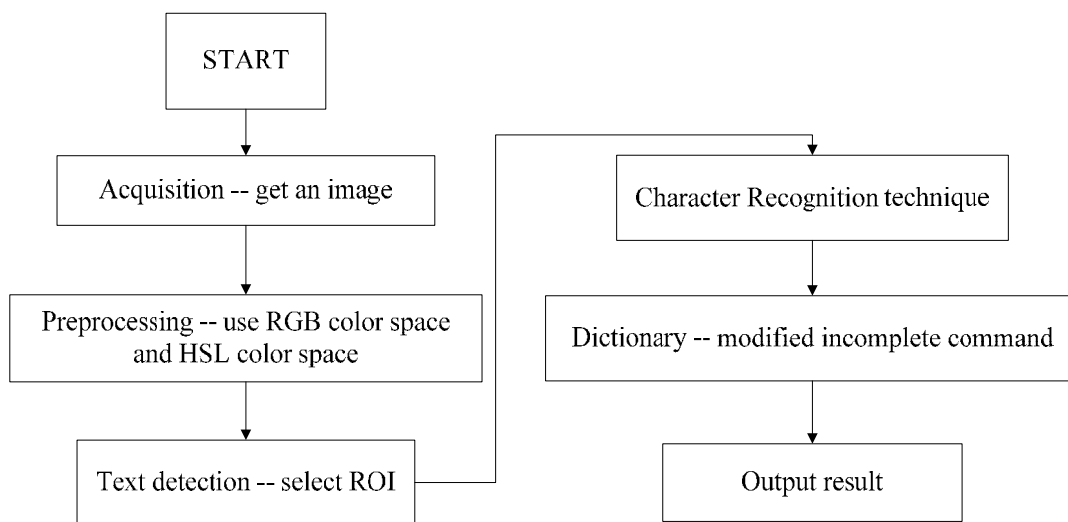 START
Acquisition -- get an image
Preprocessing -- use RGB color space
and HSL color space
Text detection -- select ROI
Character Recognition technique
Dictionary -- modified incomplete command
Output result